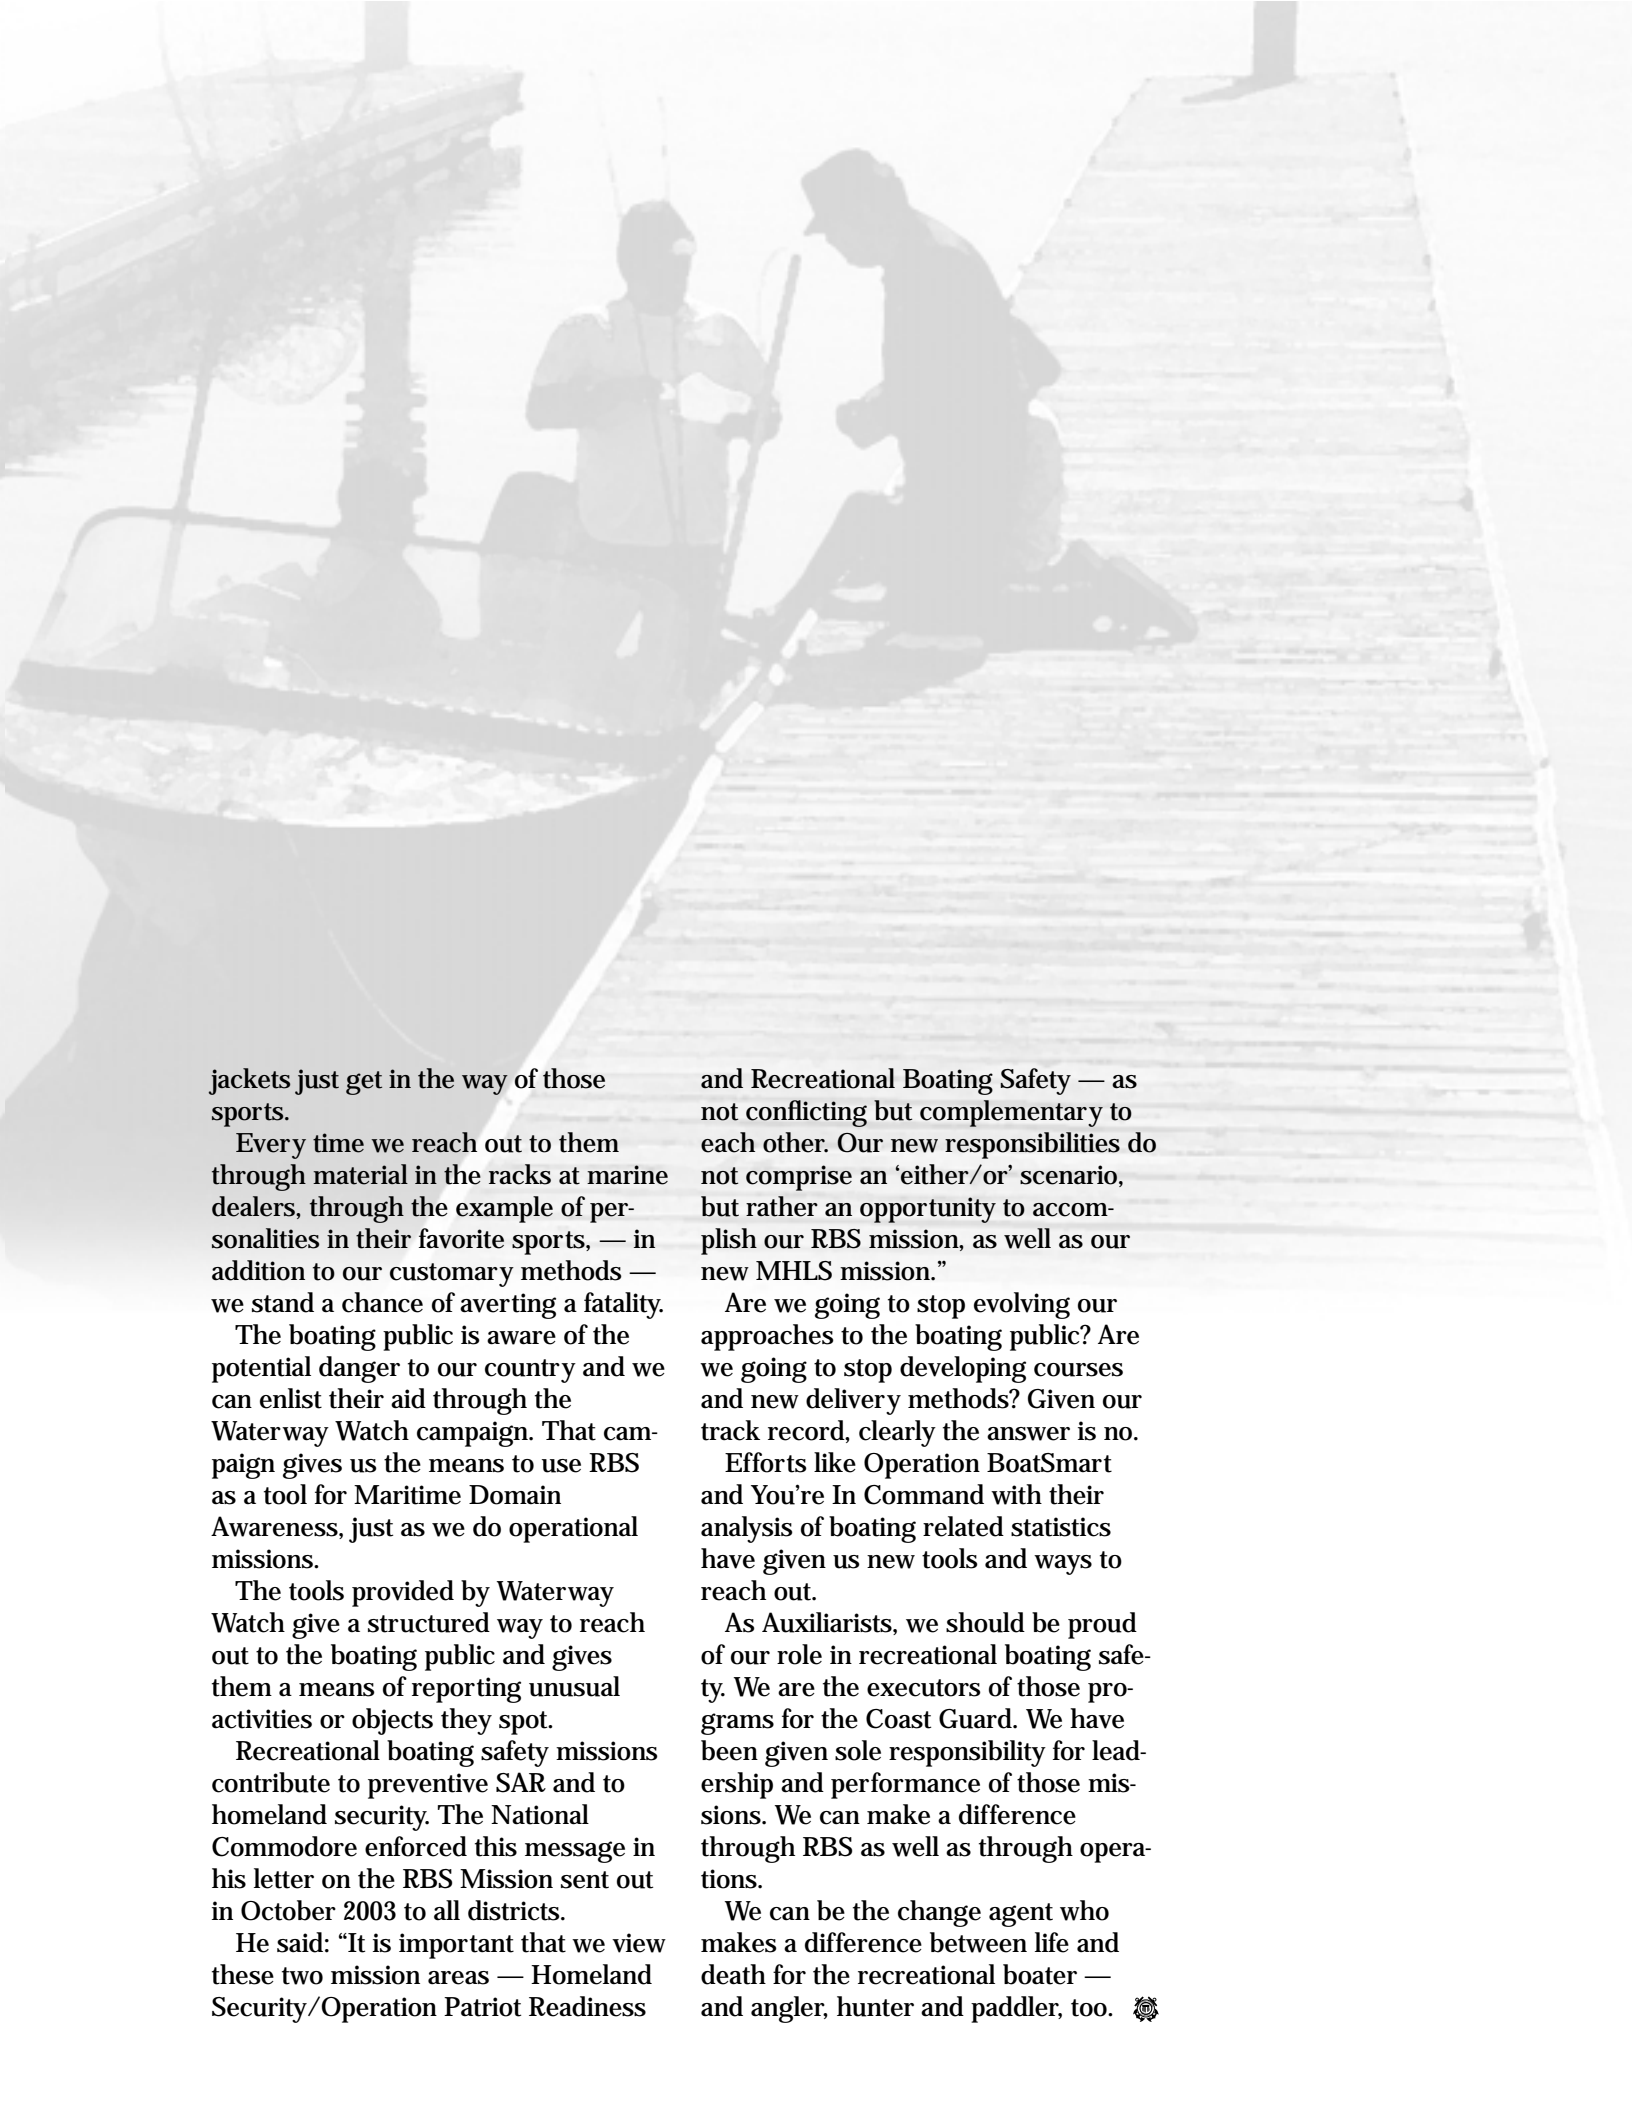 jackets just get in the way of those
sports.
Every time we reach out to them
through material in the racks at marine
dealers, through the example of per-
sonalities in their favorite sports, — in
addition to our customary methods —
we stand a chance of averting a fatality.
The boating public is aware of the
potential danger to our country and we
can enlist their aid through the
Waterway Watch campaign. That cam-
paign gives us the means to use RBS
as a tool for Maritime Domain
Awareness, just as we do operational
missions.
The tools provided by Waterway
Watch give a structured way to reach
out to the boating public and gives
them a means of reporting unusual
activities or objects they spot.
Recreational boating safety missions
contribute to preventive SAR and to
homeland security. The National
Commodore enforced this message in
his letter on the RBS Mission sent out
in October 2003 to all districts.
He said: “It is important that we view
these two mission areas — Homeland
Security/Operation Patriot Readiness
and Recreational Boating Safety — as
not conflicting but complementary to
each other. Our new responsibilities do
not comprise an ‘either/or’ scenario,
but rather an opportunity to accom-
plish our RBS mission, as well as our
new MHLS mission.”
Are we going to stop evolving our
approaches to the boating public? Are
we going to stop developing courses
and new delivery methods? Given our
track record, clearly the answer is no.
Efforts like Operation BoatSmart
and You’re In Command with their
analysis of boating related statistics
have given us new tools and ways to
reach out.
As Auxiliarists, we should be proud
of our role in recreational boating safe-
ty. We are the executors of those pro-
grams for the Coast Guard. We have
been given sole responsibility for lead-
ership and performance of those mis-
sions. We can make a difference
through RBS as well as through opera-
tions.
We can be the change agent who
makes a difference between life and
death for the recreational boater —
and angler, hunter and paddler, too.